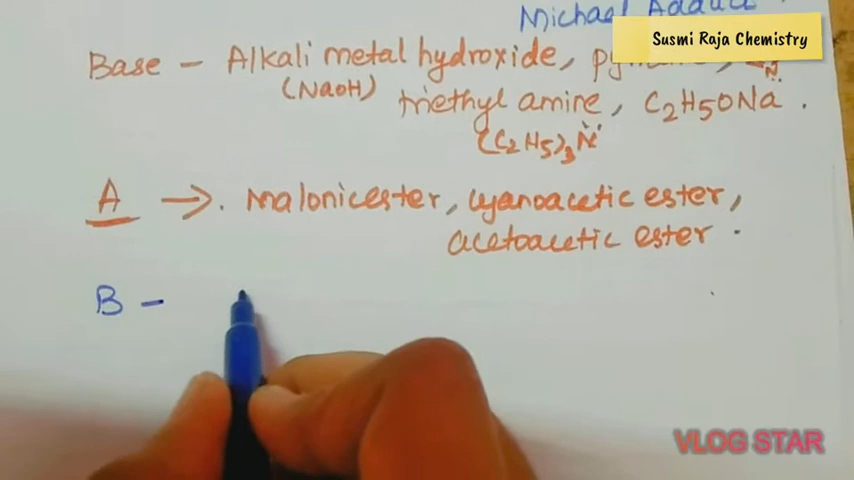 Michael
Susmi Raja Chemistry
Base - Alkali metal hydroxide,
(NaOH) triethyl amine, C2H5ONa.
(C2H5)3N̈
A → . malonicester, cyanoacetic ester,
acetoacetic ester.
B -
VLOG STAR